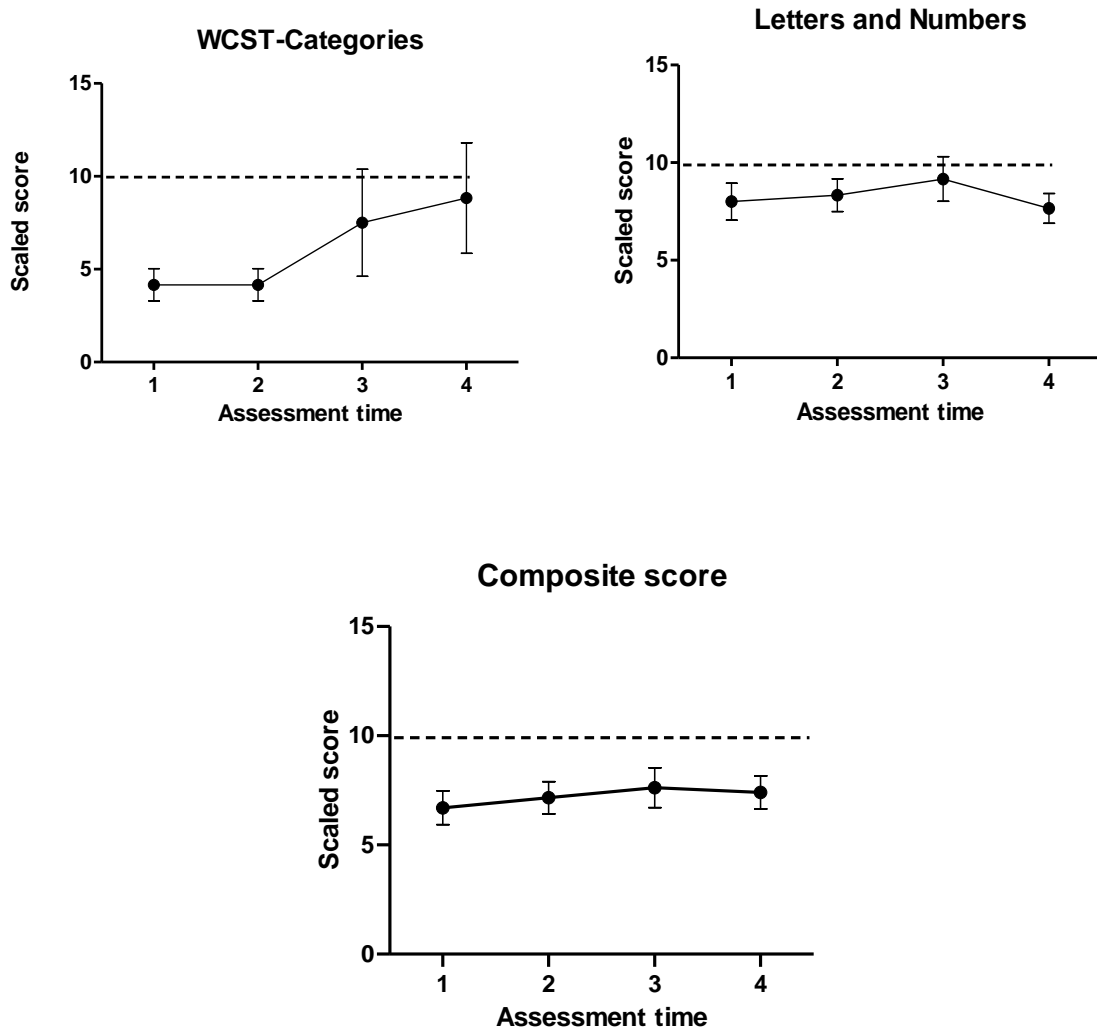 WCST-Categories
15
10
5
0
Scaled score
1 2 3 4
Assessment time
Letters and Numbers
15
10
5
0
Scaled score
1 2 3 4
Assessment time
Composite score
15
10
5
0
Scaled score
1 2 3 4
Assessment time